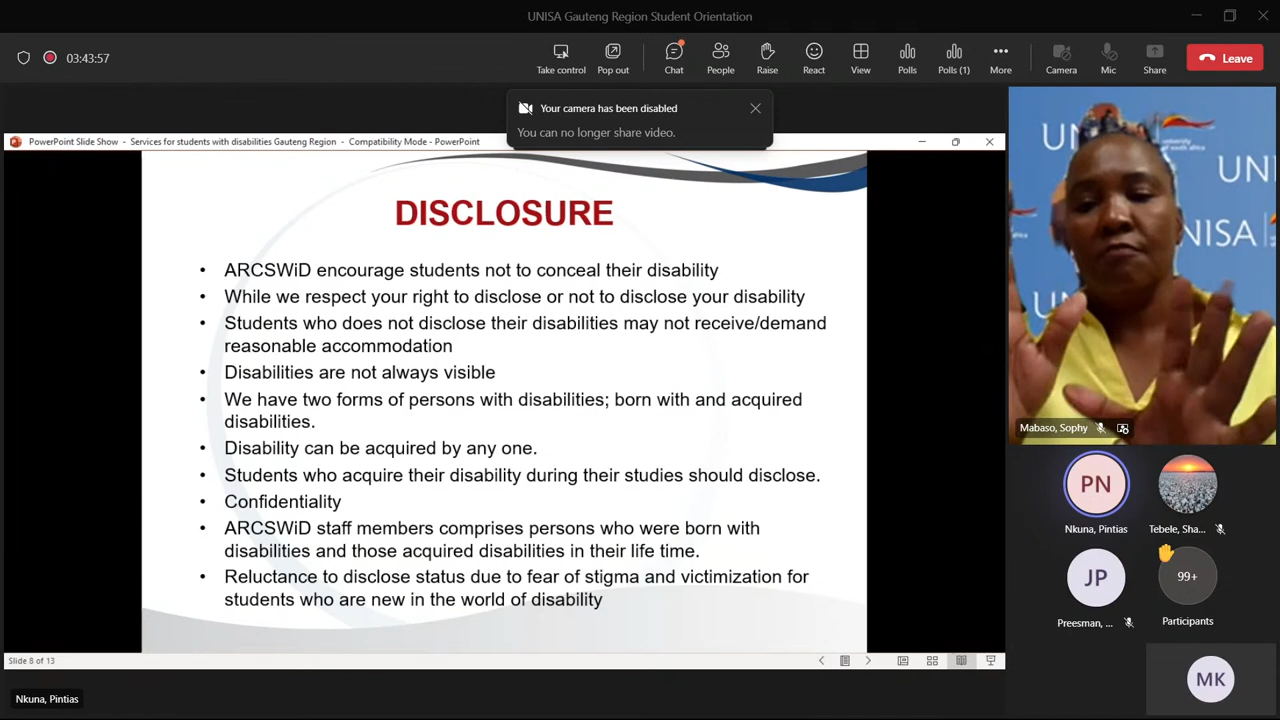 UNISA Gauteng Region Student Orientation
03:43:57
Take control
Pop out
Chat
People
Raise
React
View
Polls
Polls (1)
More
Camera
Mic
Share
Leave
Your camera has been disabled
You can no longer share video.
PowerPoint Slide Show - Services for students with disabilities Gauteng Region - Compatibility Mode - PowerPoint
DISCLOSURE
• ARCSWiD encourage students not to conceal their disability
• While we respect your right to disclose or not to disclose your disability
• Students who does not disclose their disabilities may not receive/demand
reasonable accommodation
• Disabilities are not always visible
• We have two forms of persons with disabilities; born with and acquired
disabilities.
• Disability can be acquired by any one.
• Students who acquire their disability during their studies should disclose.
• Confidentiality
• ARCSWiD staff members comprises persons who were born with
disabilities and those acquired disabilities in their life time.
• Reluctance to disclose status due to fear of stigma and victimization for
students who are new in the world of disability
Slide 8 of 13
Nkuna, Pintias
UNI
university
of south africa
UN
UNISA
Mabaso, Sophy
PN
Nkuna, Pintias
Tebele, Sha...
JP
Preesman, ...
99+
Participants
MK